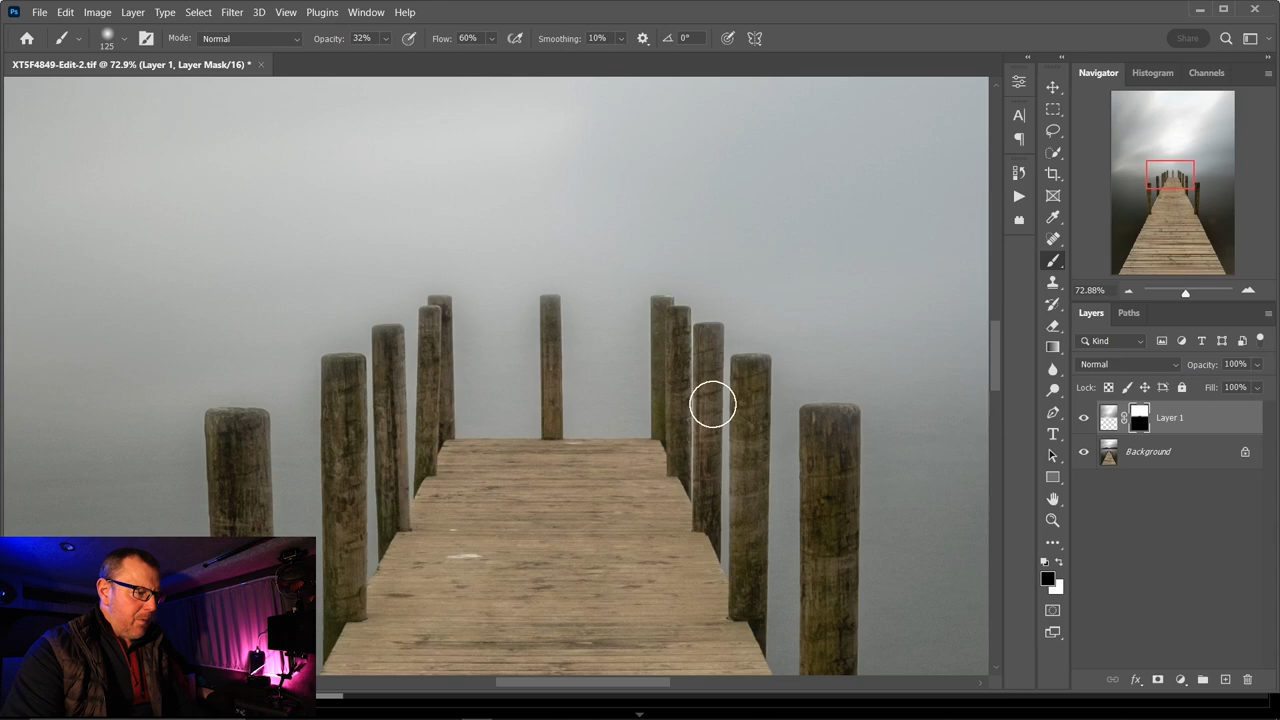 Ps File Edit Image Layer Type Select Filter 3D View Plugins Window Help
125 Mode: Normal Opacity: 32% Flow: 60% Smoothing: 10% 0° Share
XT5F4849-Edit-2.tif @ 72.9% (Layer 1, Layer Mask/16) *
Navigator Histogram Channels
72.88%
Layers Paths
Kind
Normal Opacity: 100%
Lock: Fill: 100%
Layer 1
Background